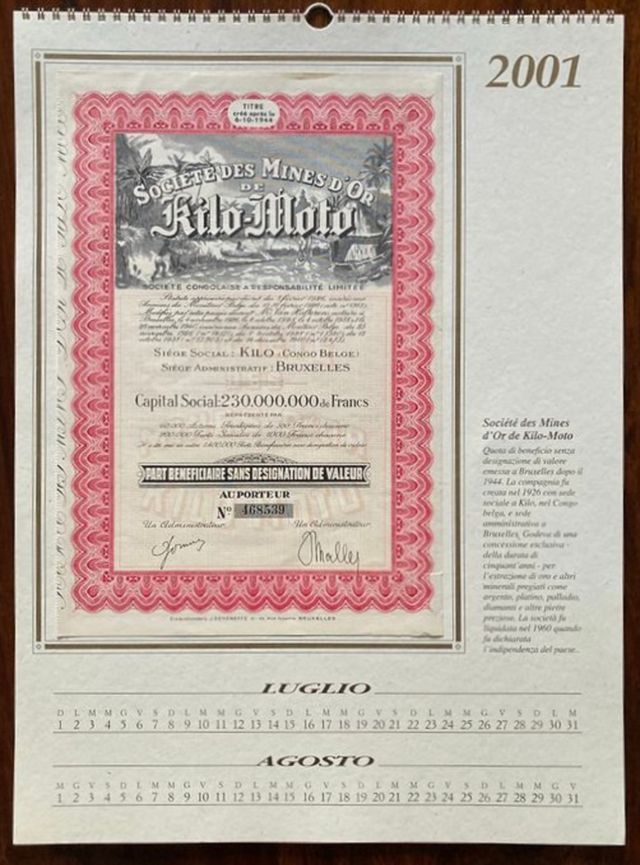 2001
TITRE
créé après le
6-10-1944
SOCIÉTÉ DES MINES D'OR
DE
Kilo-Moto
SOCIÉTÉ CONGOLAISE A RESPONSABILITÉ LIMITÉE
SIÈGE SOCIAL: KILO (CONGO BELGE)
SIÈGE ADMINISTRATIF: BRUXELLES
Capital Social: 230.000.000 de Francs
REPRÉSENTÉ PAR
PART BÉNÉFICIAIRE SANS DÉSIGNATION DE VALEUR
AU PORTEUR
Nº 468539
Un Administrateur
Un Administrateur
BRUXELLES
Société des Mines
d'Or de Kilo-Moto
Quota di beneficio senza
designazione di valore
emessa a Bruxelles dopo il
1944. La compagnia fu
creata nel 1926 con sede
sociale a Kilo, nel Congo
belga, e sede
amministrativa a
Bruxelles. Godeva di una
concessione esclusiva -
della durata di
cinquant'anni - per
l'estrazione di oro e altri
minerali pregiati come
argento, platino, palladio,
diamanti e altre pietre
preziose. La società fu
liquidata nel 1960 quando
fu dichiarata
l'indipendenza del paese.
LUGLIO
D L M M G V S D L M M G V S D L M M G V S D L M M G V S D L M
1 2 3 4 5 6 7 8 9 10 11 12 13 14 15 16 17 18 19 20 21 22 23 24 25 26 27 28 29 30 31
AGOSTO
M G V S D L M M G V S D L M M G V S D L M M G V S D L M M G V
1 2 3 4 5 6 7 8 9 10 11 12 13 14 15 16 17 18 19 20 21 22 23 24 25 26 27 28 29 30 31